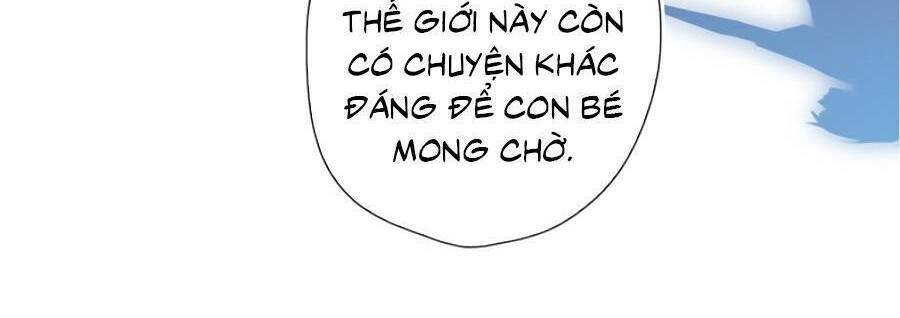 THẾ GIỚI NÀY CÒN
CÓ CHUYỆN KHÁC
ĐÁNG ĐỂ CON BÉ
MONG CHỜ.